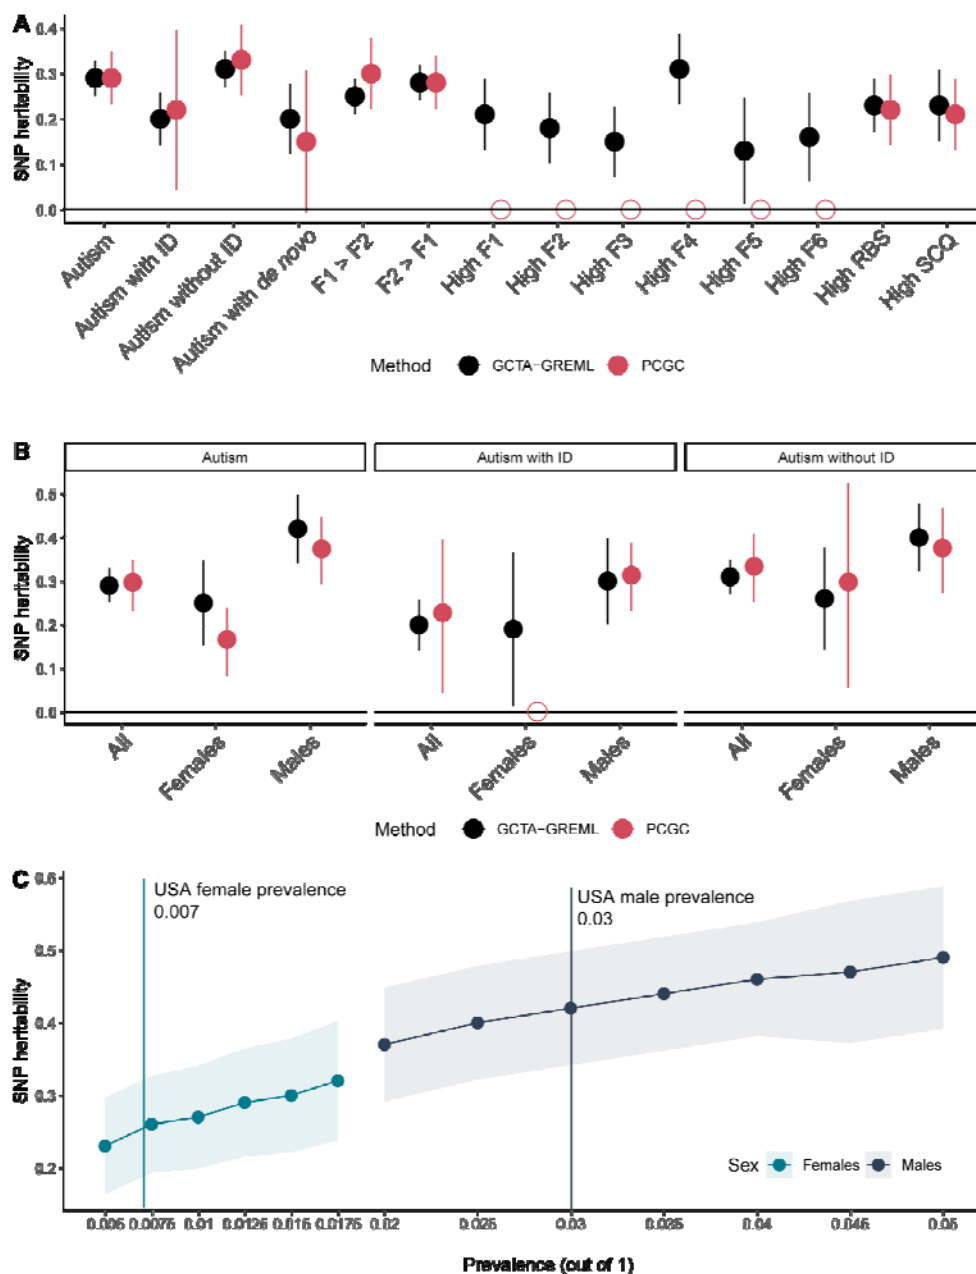 A
SNP heritability
0.4
0.3
0.2
0.1
0.0
Autism
Autism with ID
Autism without ID
Autism with de novo
F1 > F2
F2 > F1
High F1
High F2
High F3
High F4
High F5
High F6
High RBS
High SCQ
Method GCTA-GREML PCGC
B
Autism Autism with ID Autism without ID
SNP heritability
0.5
0.4
0.3
0.2
0.1
0.0
All Females Males All Females Males All Females Males
Method GCTA-GREML PCGC
C
SNP heritability
0.6
0.5
0.4
0.3
0.2
USA female prevalence
0.007
USA male prevalence
0.03
Sex Females Males
0.005 0.0075 0.01 0.0125 0.015 0.0175 0.02 0.025 0.03 0.035 0.04 0.045 0.05
Prevalence (out of 1)